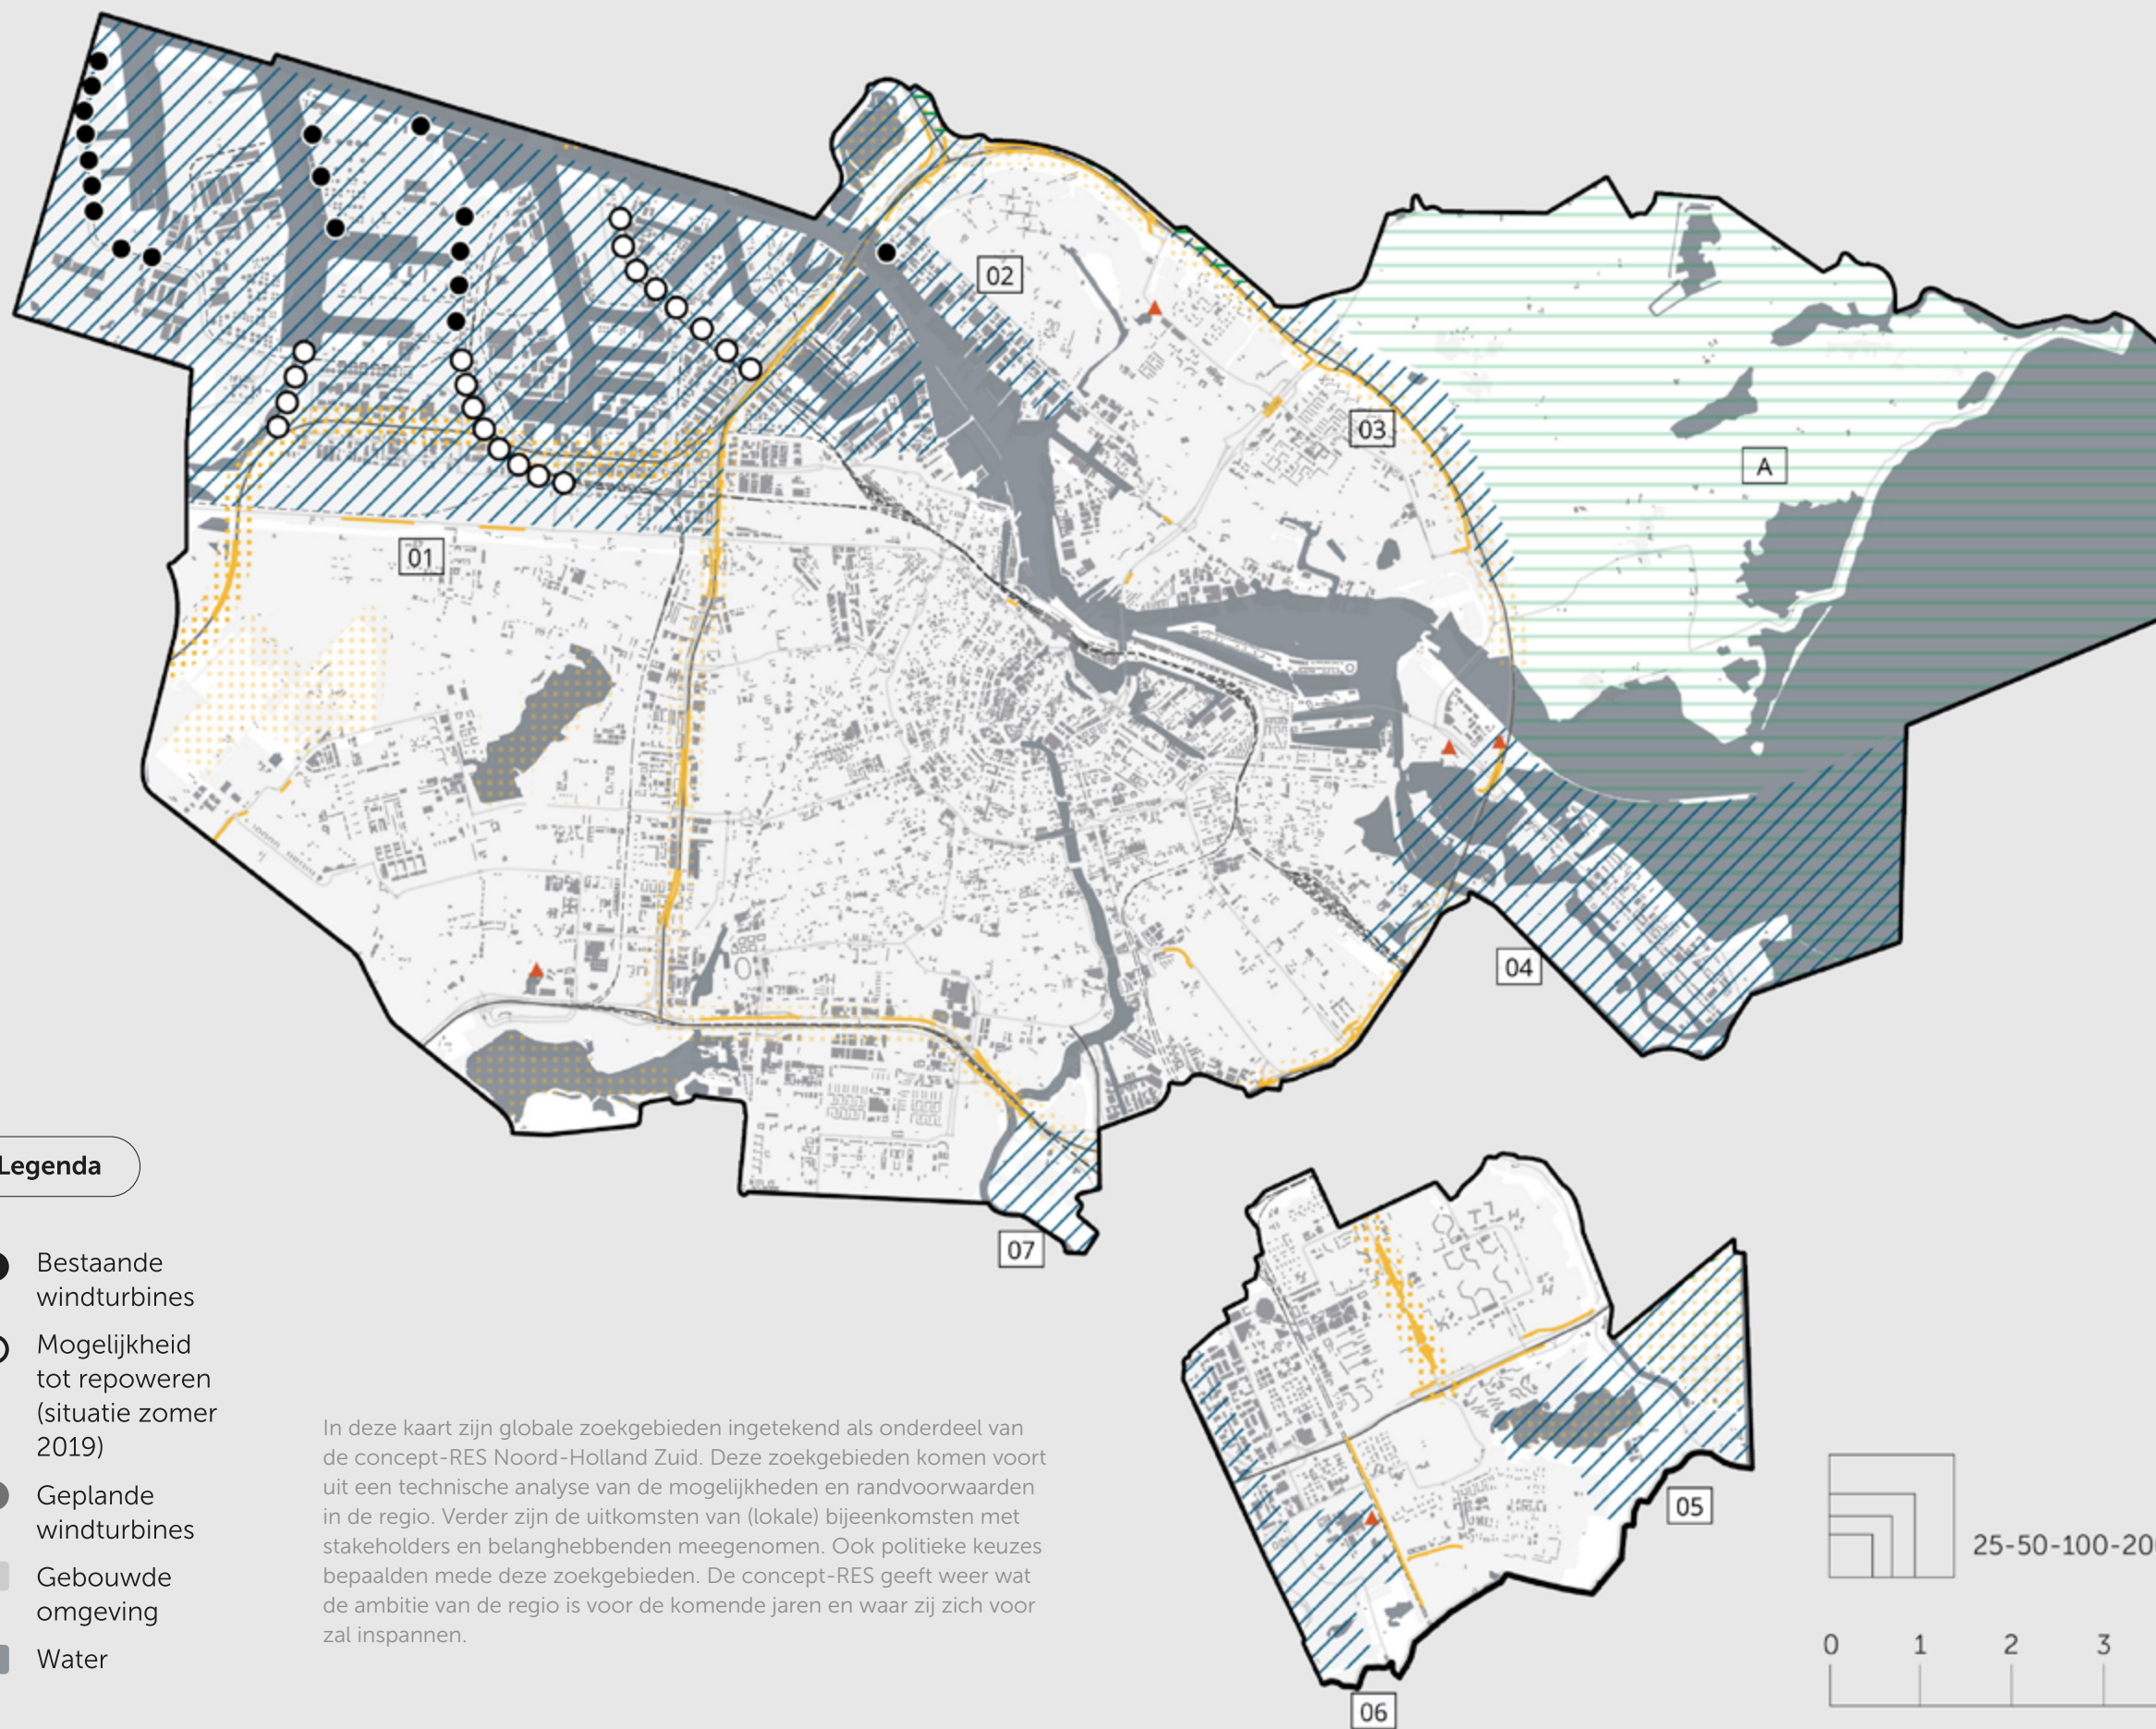 02
03
A
01
04
07
05
06
Legenda
Bestaande
windturbines
Mogelijkheid
tot repoweren
(situatie zomer
2019)
Geplande
windturbines
Gebouwde
omgeving
Water
In deze kaart zijn globale zoekgebieden ingetekend als onderdeel van
de concept-RES Noord-Holland Zuid. Deze zoekgebieden komen voort
uit een technische analyse van de mogelijkheden en randvoorwaarden
in de regio. Verder zijn de uitkomsten van (lokale) bijeenkomsten met
stakeholders en belanghebbenden meegenomen. Ook politieke keuzes
bepaalden mede deze zoekgebieden. De concept-RES geeft weer wat
de ambitie van de regio is voor de komende jaren en waar zij zich voor
zal inspannen.
25-50-100-20
0 1 2 3